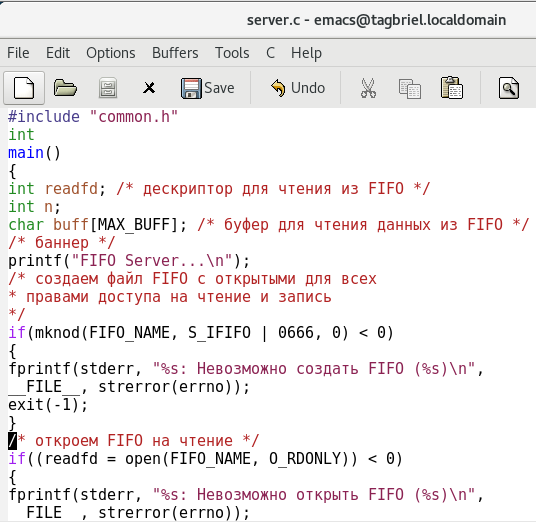 server.c - emacs@tagbriel.localdomain
File Edit Options Buffers Tools C Help
Save Undo
#include "common.h"
int
main()
{
int readfd; /* дескриптор для чтения из FIFO */
int n;
char buff[MAX_BUFF]; /* буфер для чтения данных из FIFO */
/* баннер */
printf("FIFO Server...\n");
/* создаем файл FIFO с открытыми для всех
* правами доступа на чтение и запись
*/
if(mknod(FIFO_NAME, S_IFIFO | 0666, 0) < 0)
{
fprintf(stderr, "%s: Невозможно создать FIFO (%s)\n",
__FILE__, strerror(errno));
exit(-1);
}
/* откроем FIFO на чтение */
if((readfd = open(FIFO_NAME, O_RDONLY)) < 0)
{
fprintf(stderr, "%s: Невозможно открыть FIFO (%s)\n",
__FILE__, strerror(errno));